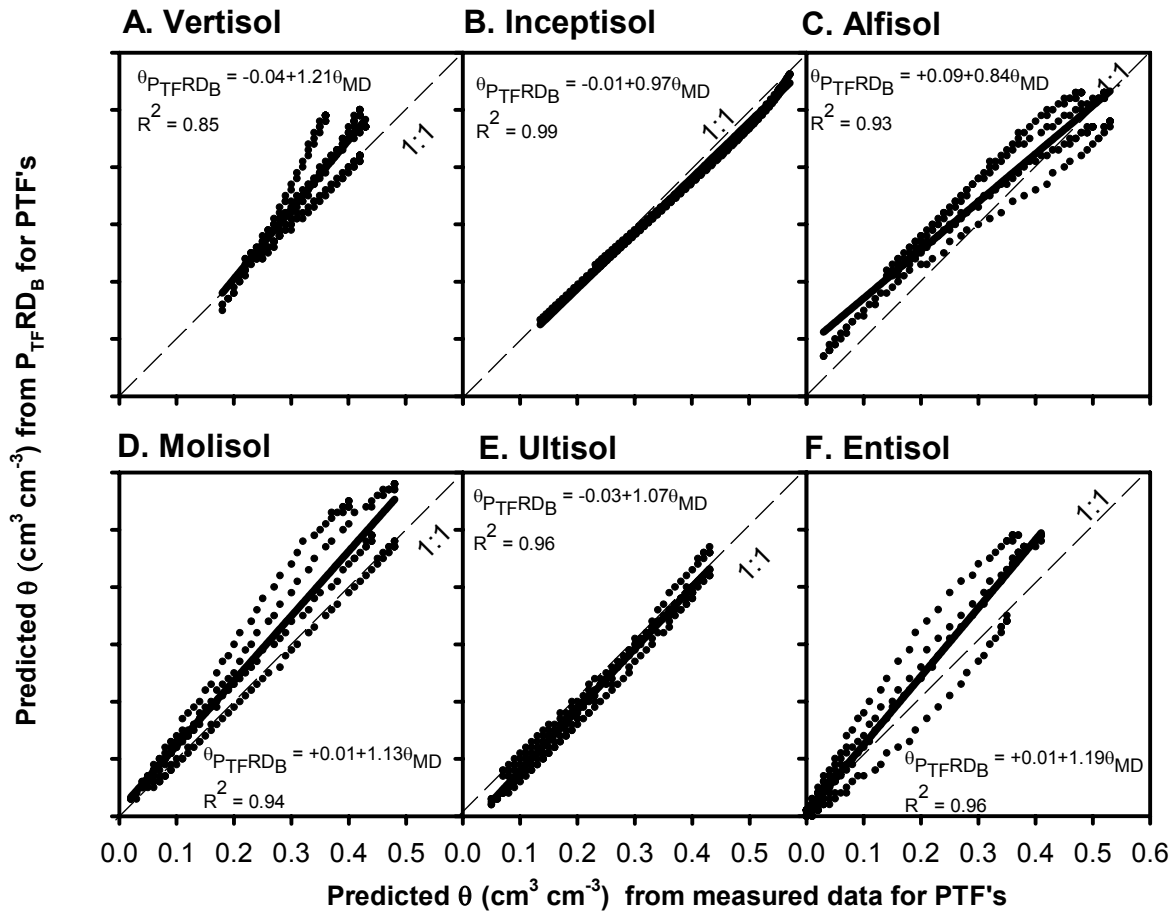 A. Vertisol
θPTFRDB = -0.04+1.21θMD
R2 = 0.85
1:1
B. Inceptisol
θPTFRDB = -0.01+0.97θMD
R2 = 0.99
1:1
C. Alfisol
θPTFRDB = +0.09+0.84θMD
R2 = 0.93
1:1
Predicted θ (cm3 cm-3) from PTFRDB for PTF's
D. Molisol
1:1
θPTFRDB = +0.01+1.13θMD
R2 = 0.94
E. Ultisol
θPTFRDB = -0.03+1.07θMD
R2 = 0.96
1:1
F. Entisol
1:1
θPTFRDB = +0.01+1.19θMD
R2 = 0.96
0.0 0.1 0.2 0.3 0.4 0.5 0.0 0.1 0.2 0.3 0.4 0.5 0.0 0.1 0.2 0.3 0.4 0.5 0.6
Predicted θ (cm3 cm-3) from measured data for PTF's